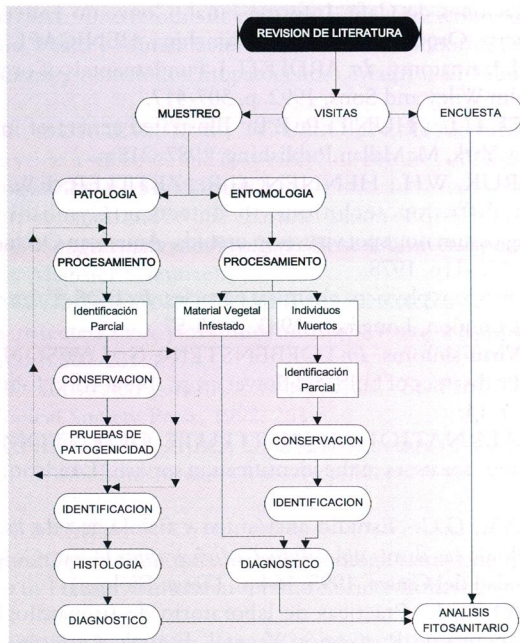 REVISION DE LITERATURA
MUESTREO
VISITAS
ENCUESTA
PATOLOGIA
ENTOMOLOGIA
PROCESAMIENTO
PROCESAMIENTO
Identificación
Parcial
Material Vegetal
Infestado
Individuos
Muertos
Identificación
Parcial
CONSERVACION
PRUEBAS DE
PATOGENICIDAD
CONSERVACION
IDENTIFICACION
IDENTIFICACION
HISTOLOGIA
DIAGNOSTICO
DIAGNOSTICO
ANALISIS
FITOSANITARIO